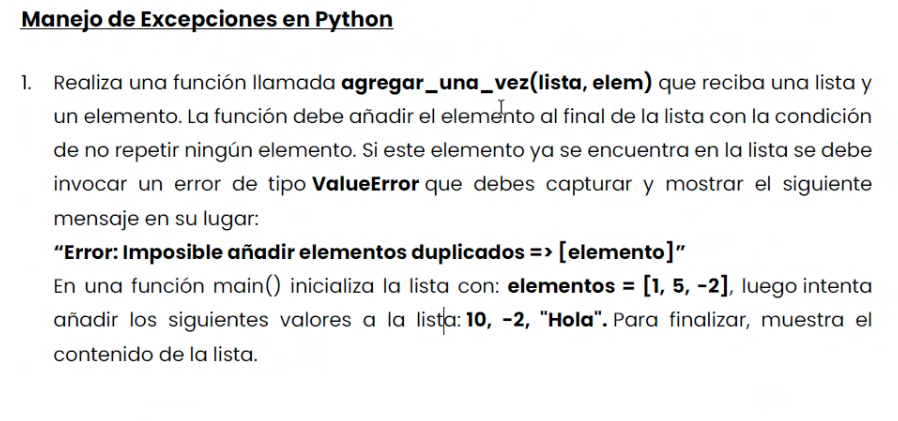 Manejo de Excepciones en Python
1. Realiza una función llamada agregar_una_vez(lista, elem) que reciba una lista y
un elemento. La función debe añadir el elemento al final de la lista con la condición
de no repetir ningún elemento. Si este elemento ya se encuentra en la lista se debe
invocar un error de tipo ValueError que debes capturar y mostrar el siguiente
mensaje en su lugar:
“Error: Imposible añadir elementos duplicados => [elemento]”
En una función main() inicializa la lista con: elementos = [1, 5, -2], luego intenta
añadir los siguientes valores a la lista: 10, -2, "Hola". Para finalizar, muestra el
contenido de la lista.